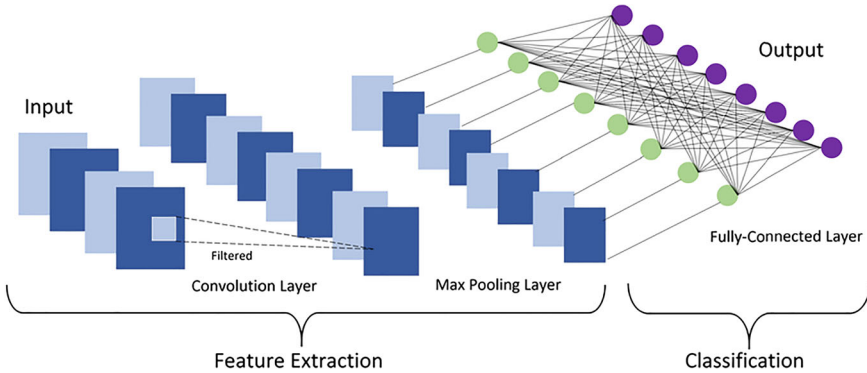 Input
Output
Filtered
Convolution Layer
Max Pooling Layer
Fully-Connected Layer
Feature Extraction
Classification